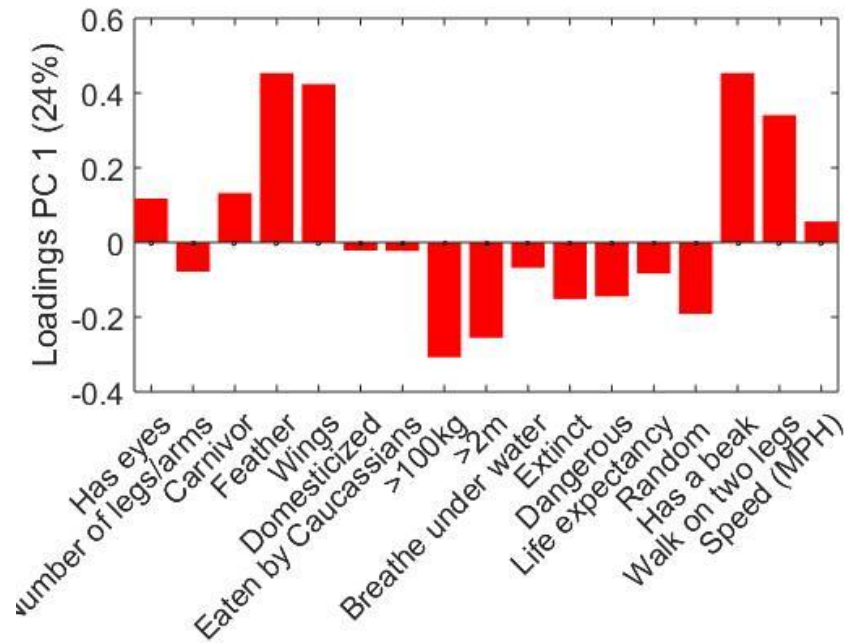 Loadings PC 1 (24%)
0.6
0.4
0.2
0
-0.2
-0.4
Has eyes
Number of legs/arms
Carnivor
Feather
Wings
Domesticized
Eaten by Caucassians
>100kg
>2m
Breathe under water
Extinct
Dangerous
Life expectancy
Random
Has a beak
Walk on two legs
Speed (MPH)